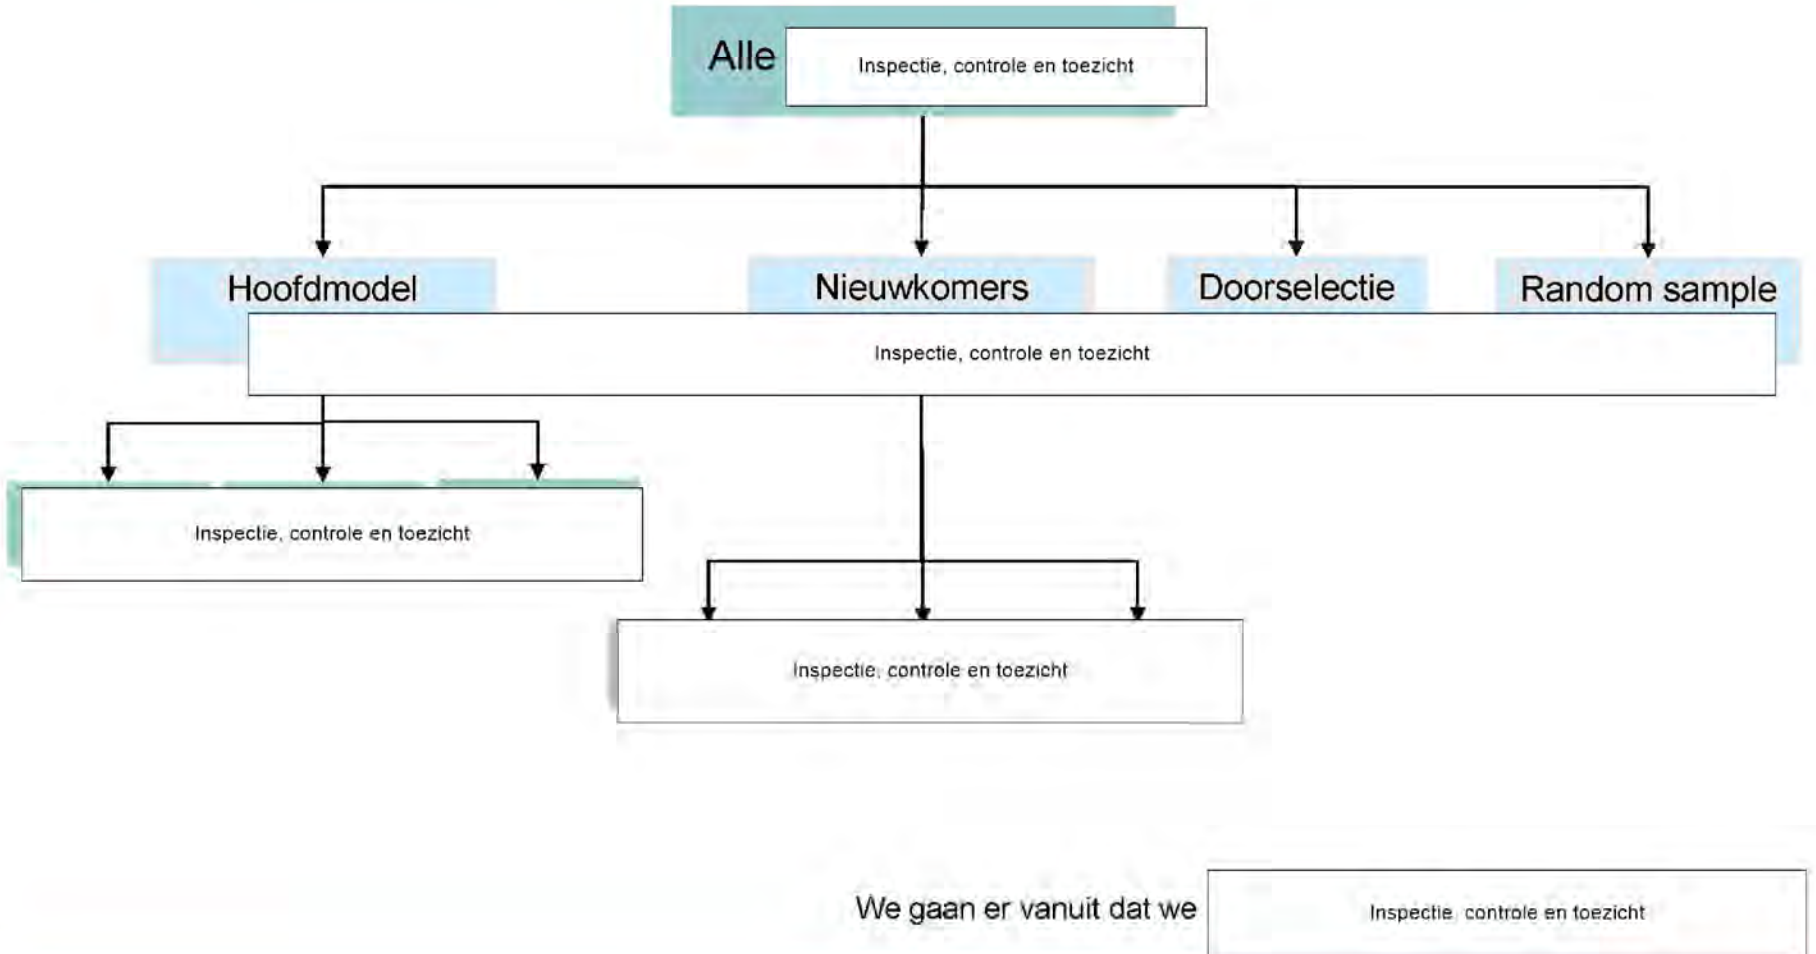 Alle
Inspectie, controle en toezicht
Hoofdmodel
Nieuwkomers
Doorselectie
Random sample
Inspectie, controle en toezicht
Inspectie, controle en toezicht
Inspectie, controle en toezicht
We gaan er vanuit dat we
Inspectie, controle en toezicht